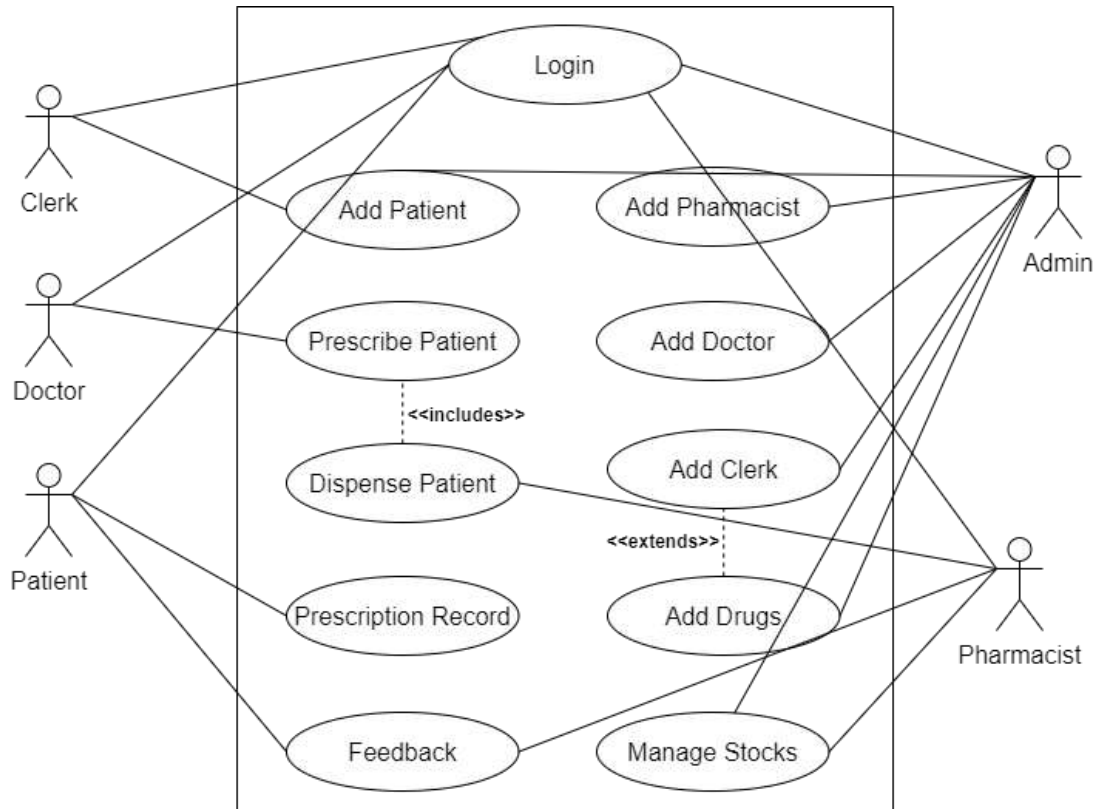 Login
Clerk
Add Patient
Add Pharmacist
Admin
Doctor
Prescribe Patient
Add Doctor
<<includes>>
Patient
Dispense Patient
Add Clerk
<<extends>>
Prescription Record
Add Drugs
Pharmacist
Feedback
Manage Stocks